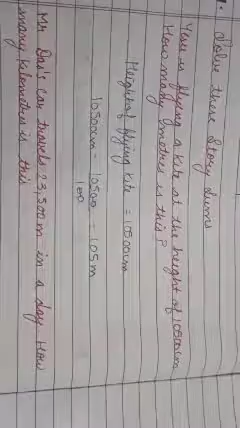 Solve these Story Sums
Yash is flying a kite at the height of 10500cm
How many metres is this?
Height of flying kite = 10500cm
10500cm = 10500 = 105m
100
Mr Das's car travels 23,500 m in a day How
many kilometres is this